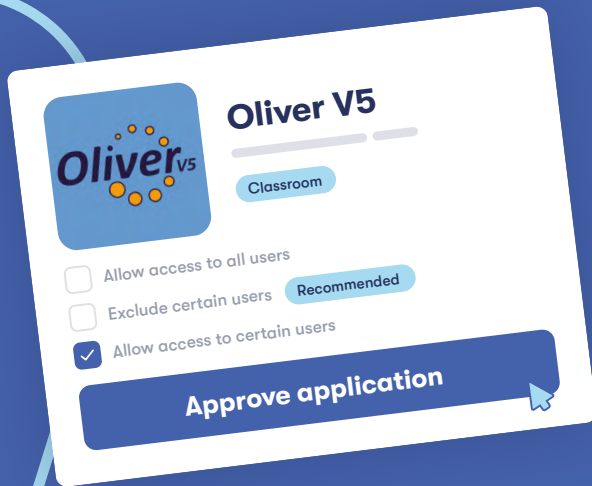 Oliver V5
Oliver V5
Classroom
Allow access to all users
Exclude certain users Recommended
Allow access to certain users
Approve application